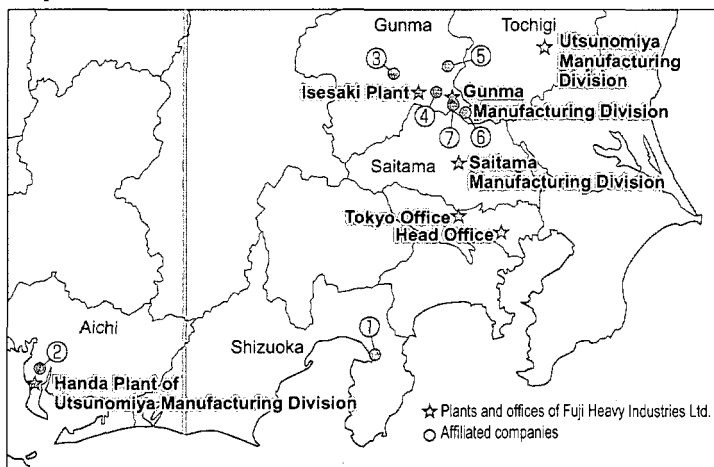 Gunma
Tochigi
③
⑤
Utsunomiya
Manufacturing
Division
Isesaki Plant
Gunma
Manufacturing Division
④
⑦
⑥
Saitama
Saitama
Manufacturing Division
Tokyo Office
Head Office
Aichi
Shizuoka
①
②
Handa Plant of
Utsunomiya Manufacturing Division
☆ Plants and offices of Fuji Heavy Industries Ltd.
○ Affiliated companies